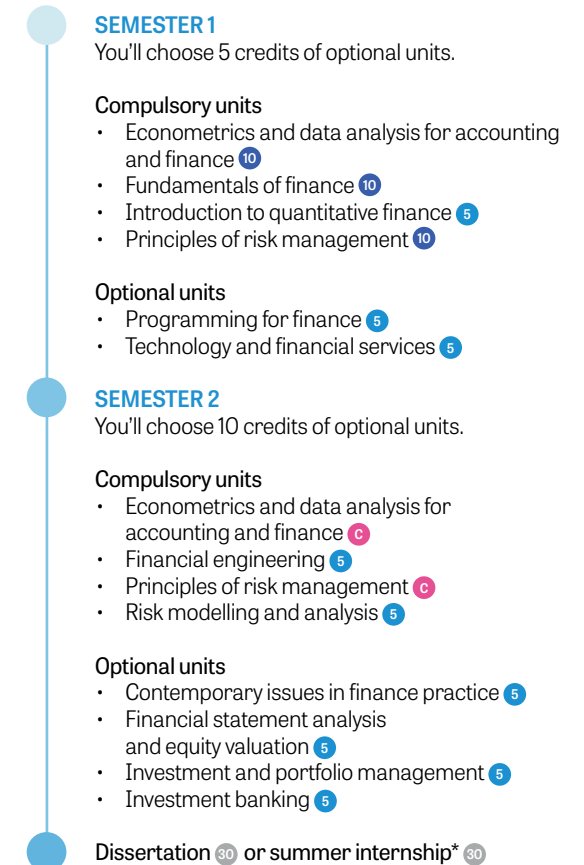 SEMESTER 1
You'll choose 5 credits of optional units.
Compulsory units
• Econometrics and data analysis for accounting
and finance 10
• Fundamentals of finance 10
• Introduction to quantitative finance 5
• Principles of risk management 10
Optional units
• Programming for finance 5
• Technology and financial services 5
SEMESTER 2
You'll choose 10 credits of optional units.
Compulsory units
• Econometrics and data analysis for
accounting and finance C
• Financial engineering 5
• Principles of risk management C
• Risk modelling and analysis 5
Optional units
• Contemporary issues in finance practice 5
• Financial statement analysis
and equity valuation 5
• Investment and portfolio management 5
• Investment banking 5
Dissertation 30 or summer internship* 30